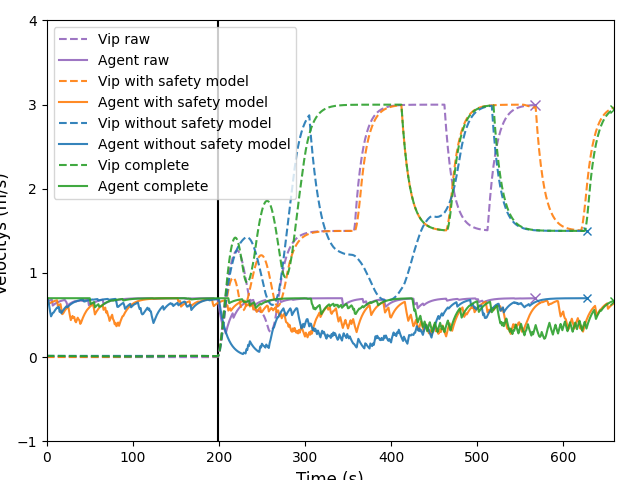 4
3
2
1
0
−1
Velocitys (m/s)
Vip raw
Agent raw
Vip with safety model
Agent with safety model
Vip without safety model
Agent without safety model
Vip complete
Agent complete
0 100 200 300 400 500 600
Time (s)